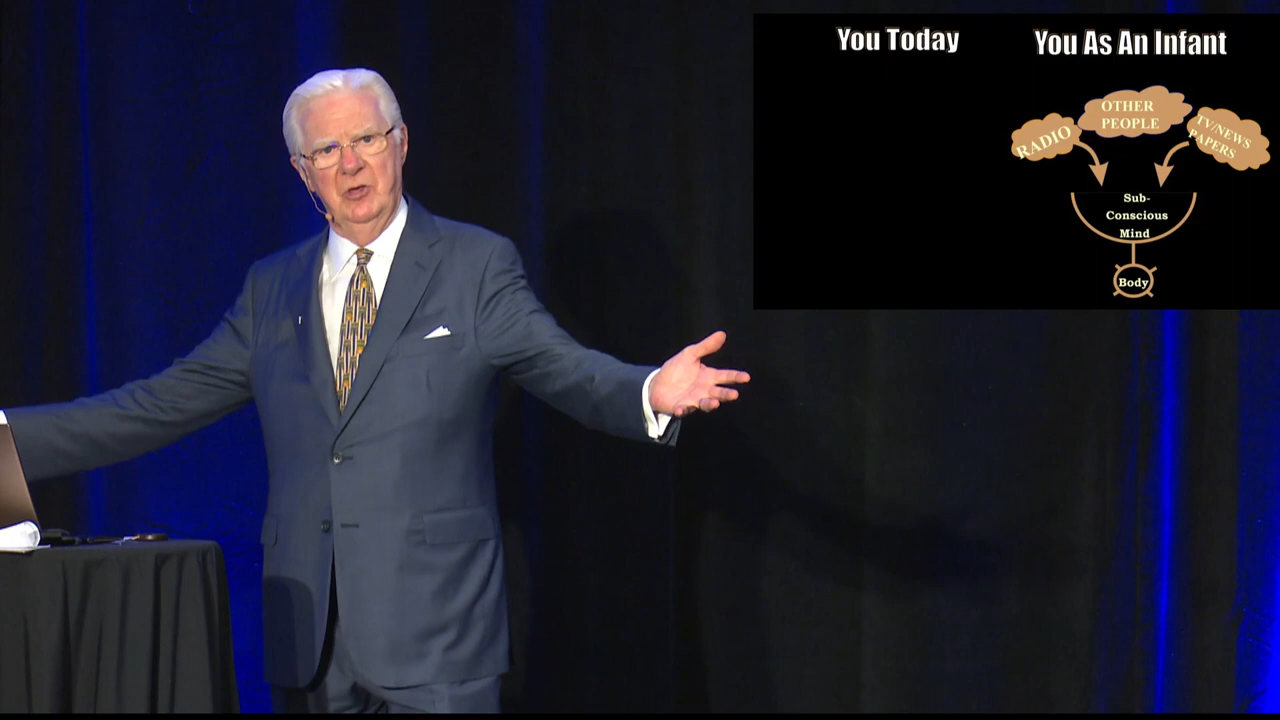 You Today
You As An Infant
RADIO
OTHER
PEOPLE
TV/NEWS
PAPERS
Sub-
Conscious
Mind
Body